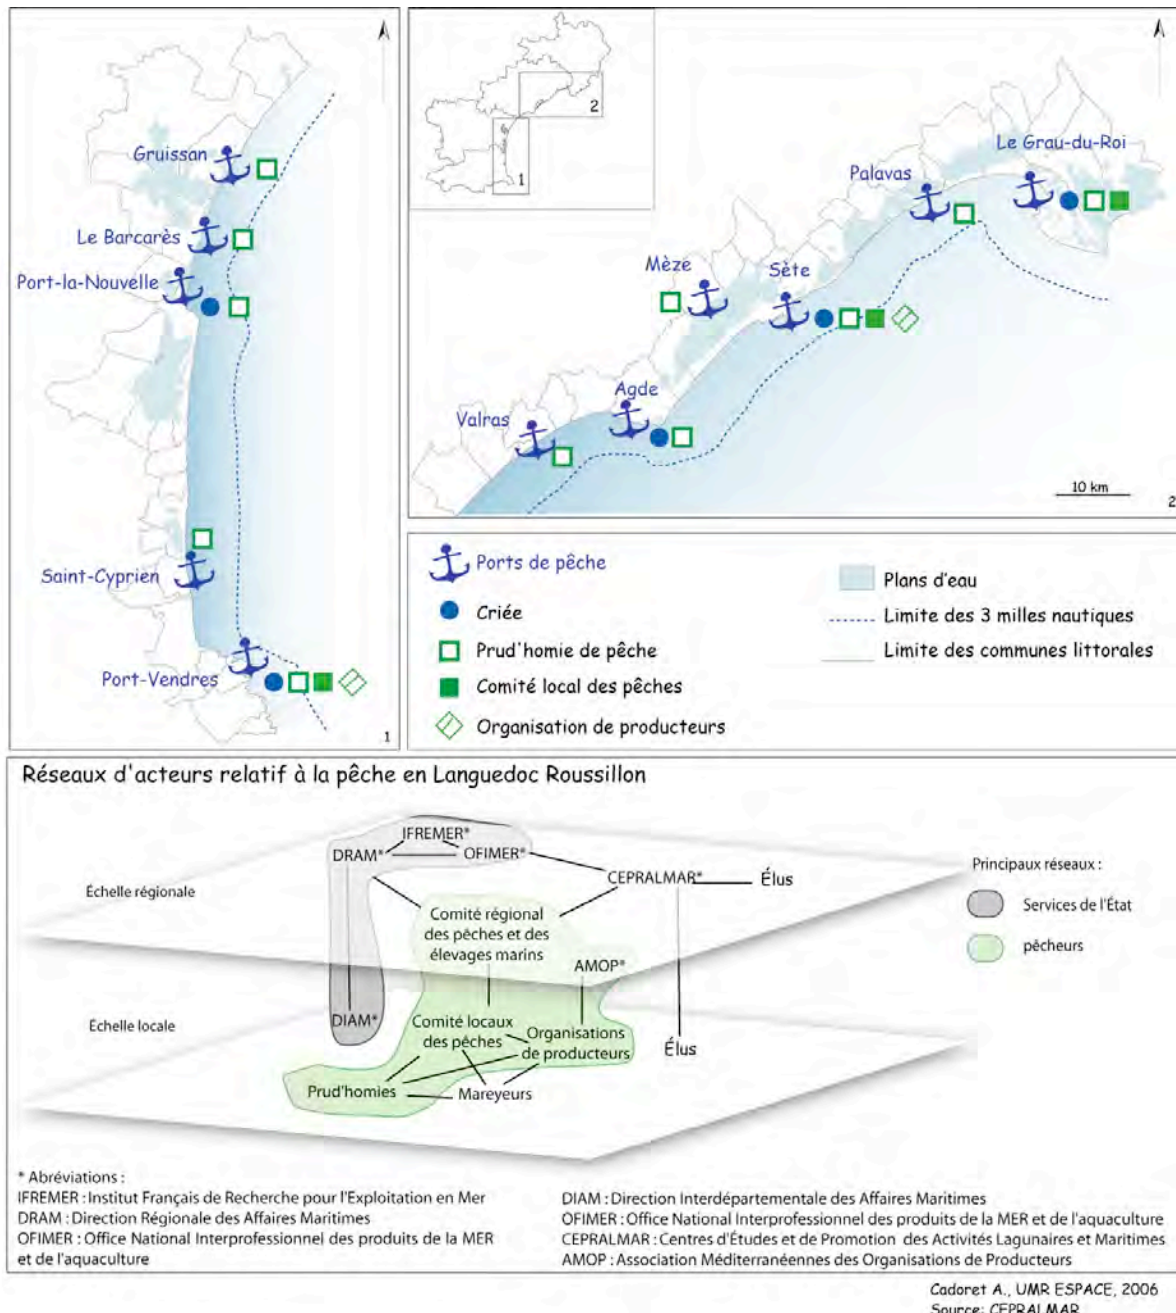 Gruissan
Le Barcarès
Port-la-Nouvelle
Saint-Cyprien
Port-Vendres
1
2
1
Le Grau-du-Roi
Palavas
Mèze
Sète
Agde
Valras
10 km
2
Ports de pêche
Criée
Prud'homie de pêche
Comité local des pêches
Organisation de producteurs
Plans d'eau
Limite des 3 milles nautiques
Limite des communes littorales
Réseaux d'acteurs relatif à la pêche en Languedoc Roussillon
IFREMER*
DRAM*
OFIMER*
CEPRALMAR*
Élus
Échelle régionale
Comité régional
des pêches et des
élevages marins
AMOP*
Principaux réseaux :
Services de l'État
pêcheurs
Échelle locale
DIAM*
Comité locaux
des pêches
Organisations
de producteurs
Élus
Prud'homies
Mareyeurs
* Abréviations :
IFREMER : Institut Français de Recherche pour l'Exploitation en Mer
DRAM : Direction Régionale des Affaires Maritimes
OFIMER : Office National Interprofessionnel des produits de la MER
et de l'aquaculture
DIAM : Direction Interdépartementale des Affaires Maritimes
OFIMER : Office National Interprofessionnel des produits de la MER et de l'aquaculture
CEPRALMAR : Centres d'Études et de Promotion des Activités Lagunaires et Maritimes
AMOP : Association Méditerranéennes des Organisations de Producteurs
Cadoret A., UMR ESPACE, 2006
Source: CEPRALMAR